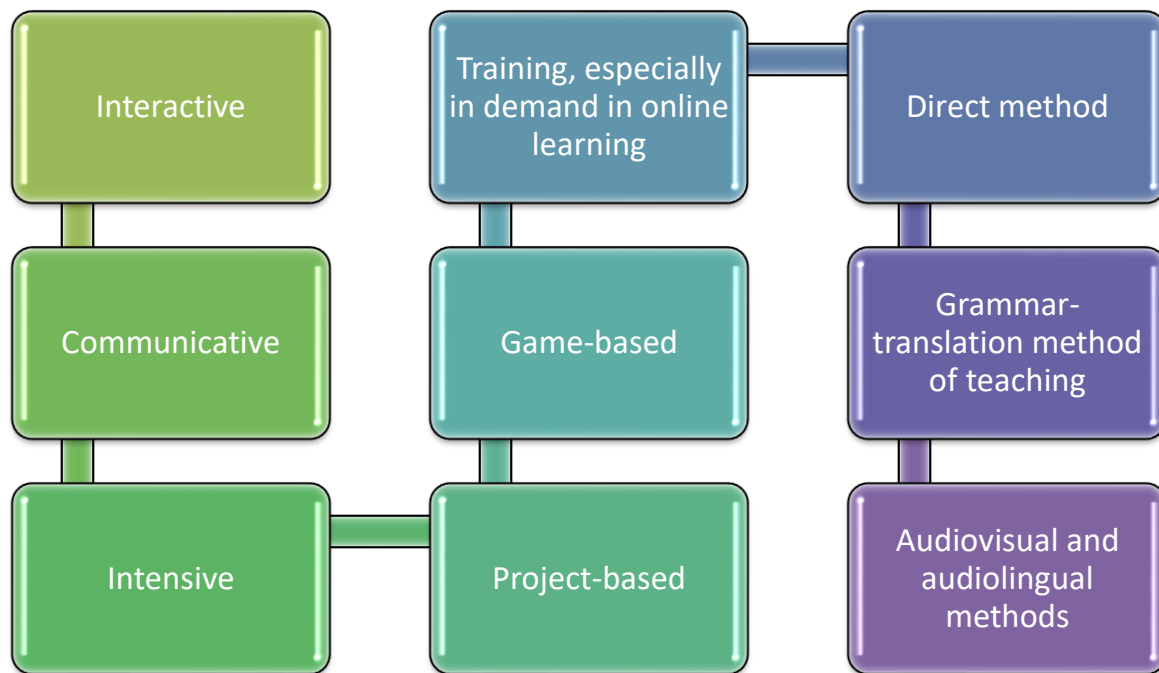 Interactive
Communicative
Intensive
Project-based
Game-based
Training, especially
in demand in online
learning
Direct method
Grammar-
translation method
of teaching
Audiovisual and
audiolingual
methods